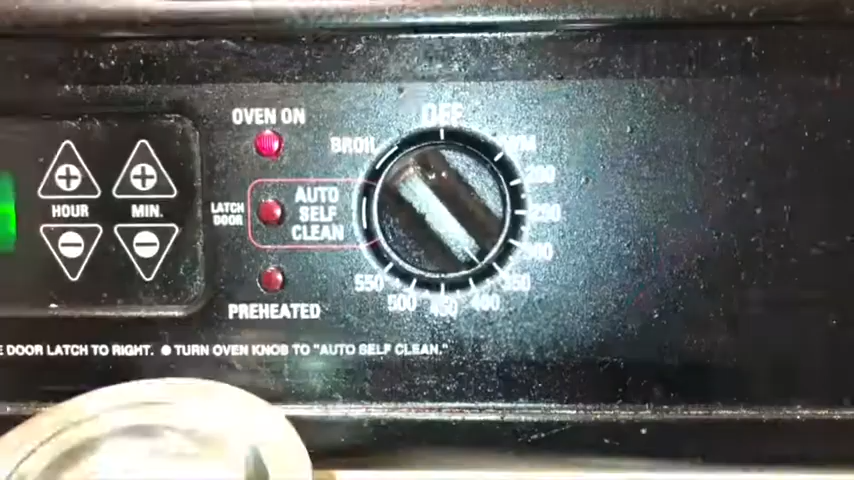 OVEN ON
OFF
BROIL
WM
200
250
300
350
400
450
500
550
HOUR
MIN.
LATCH
DOOR
AUTO
SELF
CLEAN
PREHEATED
DOOR LATCH TO RIGHT. ● TURN OVEN KNOB TO "AUTO SELF CLEAN."